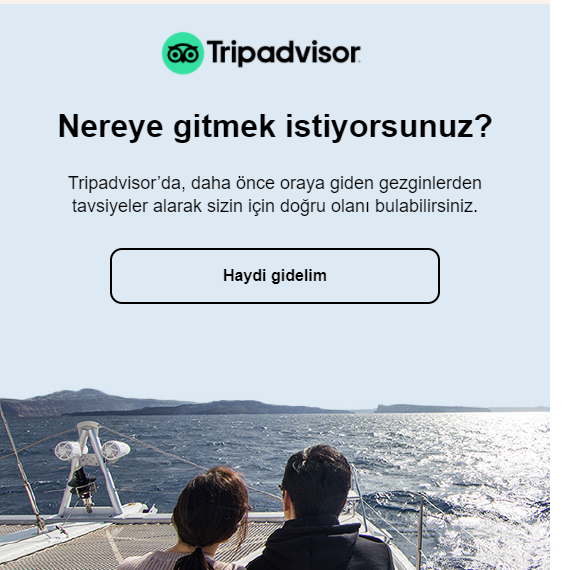 Tripadvisor
Nereye gitmek istiyorsunuz?
Tripadvisor’da, daha önce oraya giden gezginlerden
tavsiyeler alarak sizin için doğru olanı bulabilirsiniz.
Haydi gidelim